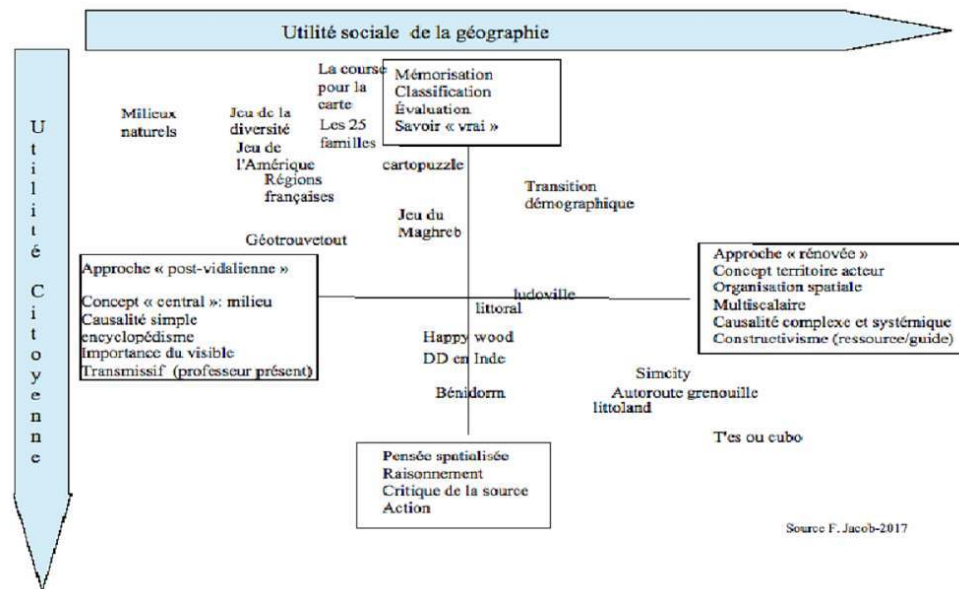 Utilité sociale de la géographie
Utilité Citoyenne
La course
pour la
carte
Les 25
familles
Mémorisation
Classification
Évaluation
Savoir « vrai »
Milieux
naturels
Jeu de la
diversité
Jeu de
l'Amérique
Régions
françaises
cartopuzzle
Transition
démographique
Jeu du
Maghreb
Géotrouvetout
Approche « post-vidalienne »
Concept « central »: milieu
Causalité simple
encyclopédisme
Importance du visible
Transmissif (professeur présent)
Approche « rénovée »
Concept territoire acteur
Organisation spatiale
Multiscalaire
Causalité complexe et systémique
Constructivisme (ressource/guide)
ludoville
littoral
Happy wood
DD en Inde
Bénidorm
Simcity
Autoroute grenouille
littoland
T'es ou cubo
Pensée spatialisée
Raisonnement
Critique de la source
Action
Source F. Jacob-2017